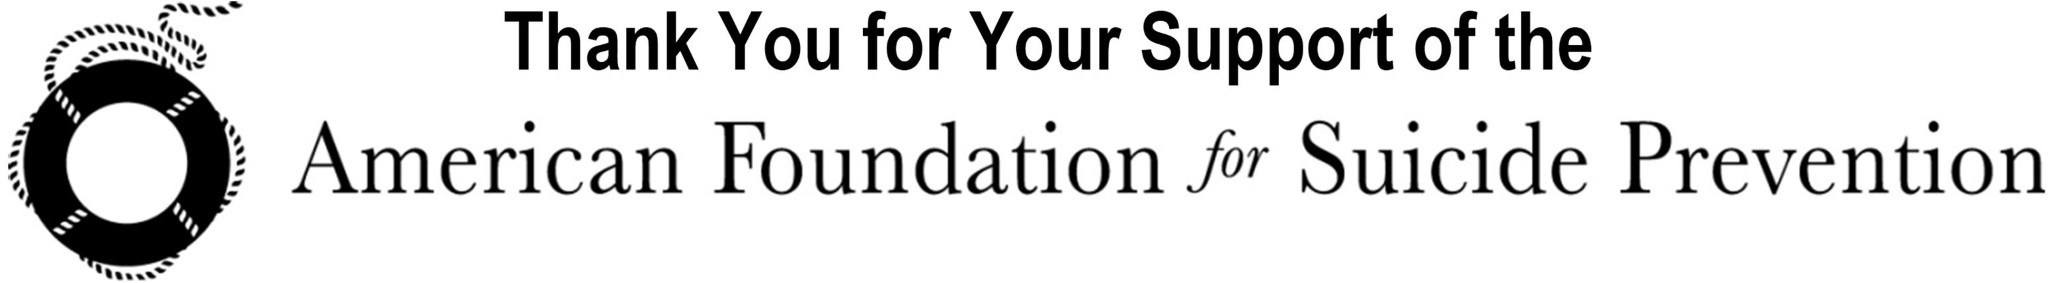 Thank You for Your Support of the
American Foundation for Suicide Prevention